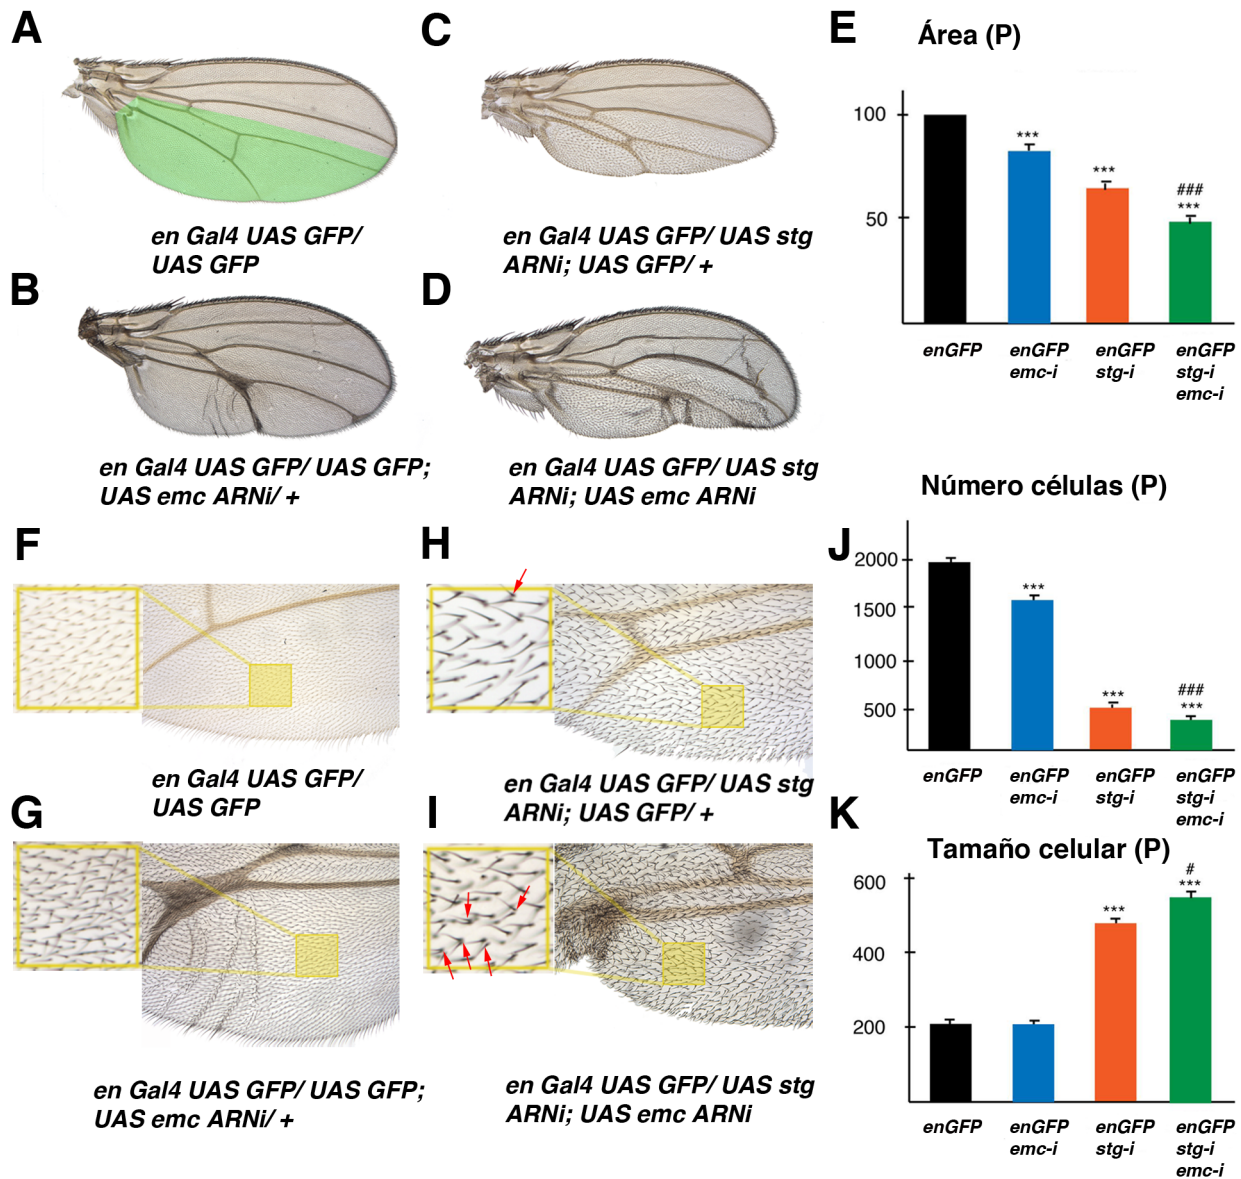 A
en Gal4 UAS GFP/
UAS GFP
B
en Gal4 UAS GFP/ UAS GFP;
UAS emc ARNi/ +
C
en Gal4 UAS GFP/ UAS stg
ARNi; UAS GFP/ +
D
en Gal4 UAS GFP/ UAS stg
ARNi; UAS emc ARNi
E
Área (P)
100
50
***
***
###
***
enGFP
enGFP
emc-i
enGFP
stg-i
enGFP
stg-i
emc-i
F
en Gal4 UAS GFP/
UAS GFP
G
en Gal4 UAS GFP/ UAS GFP;
UAS emc ARNi/ +
H
en Gal4 UAS GFP/ UAS stg
ARNi; UAS GFP/ +
I
en Gal4 UAS GFP/ UAS stg
ARNi; UAS emc ARNi
J
Número células (P)
2000
1500
1000
500
***
***
###
***
enGFP
enGFP
emc-i
enGFP
stg-i
enGFP
stg-i
emc-i
K
Tamaño celular (P)
600
400
200
***
#
***
enGFP
enGFP
emc-i
enGFP
stg-i
enGFP
stg-i
emc-i